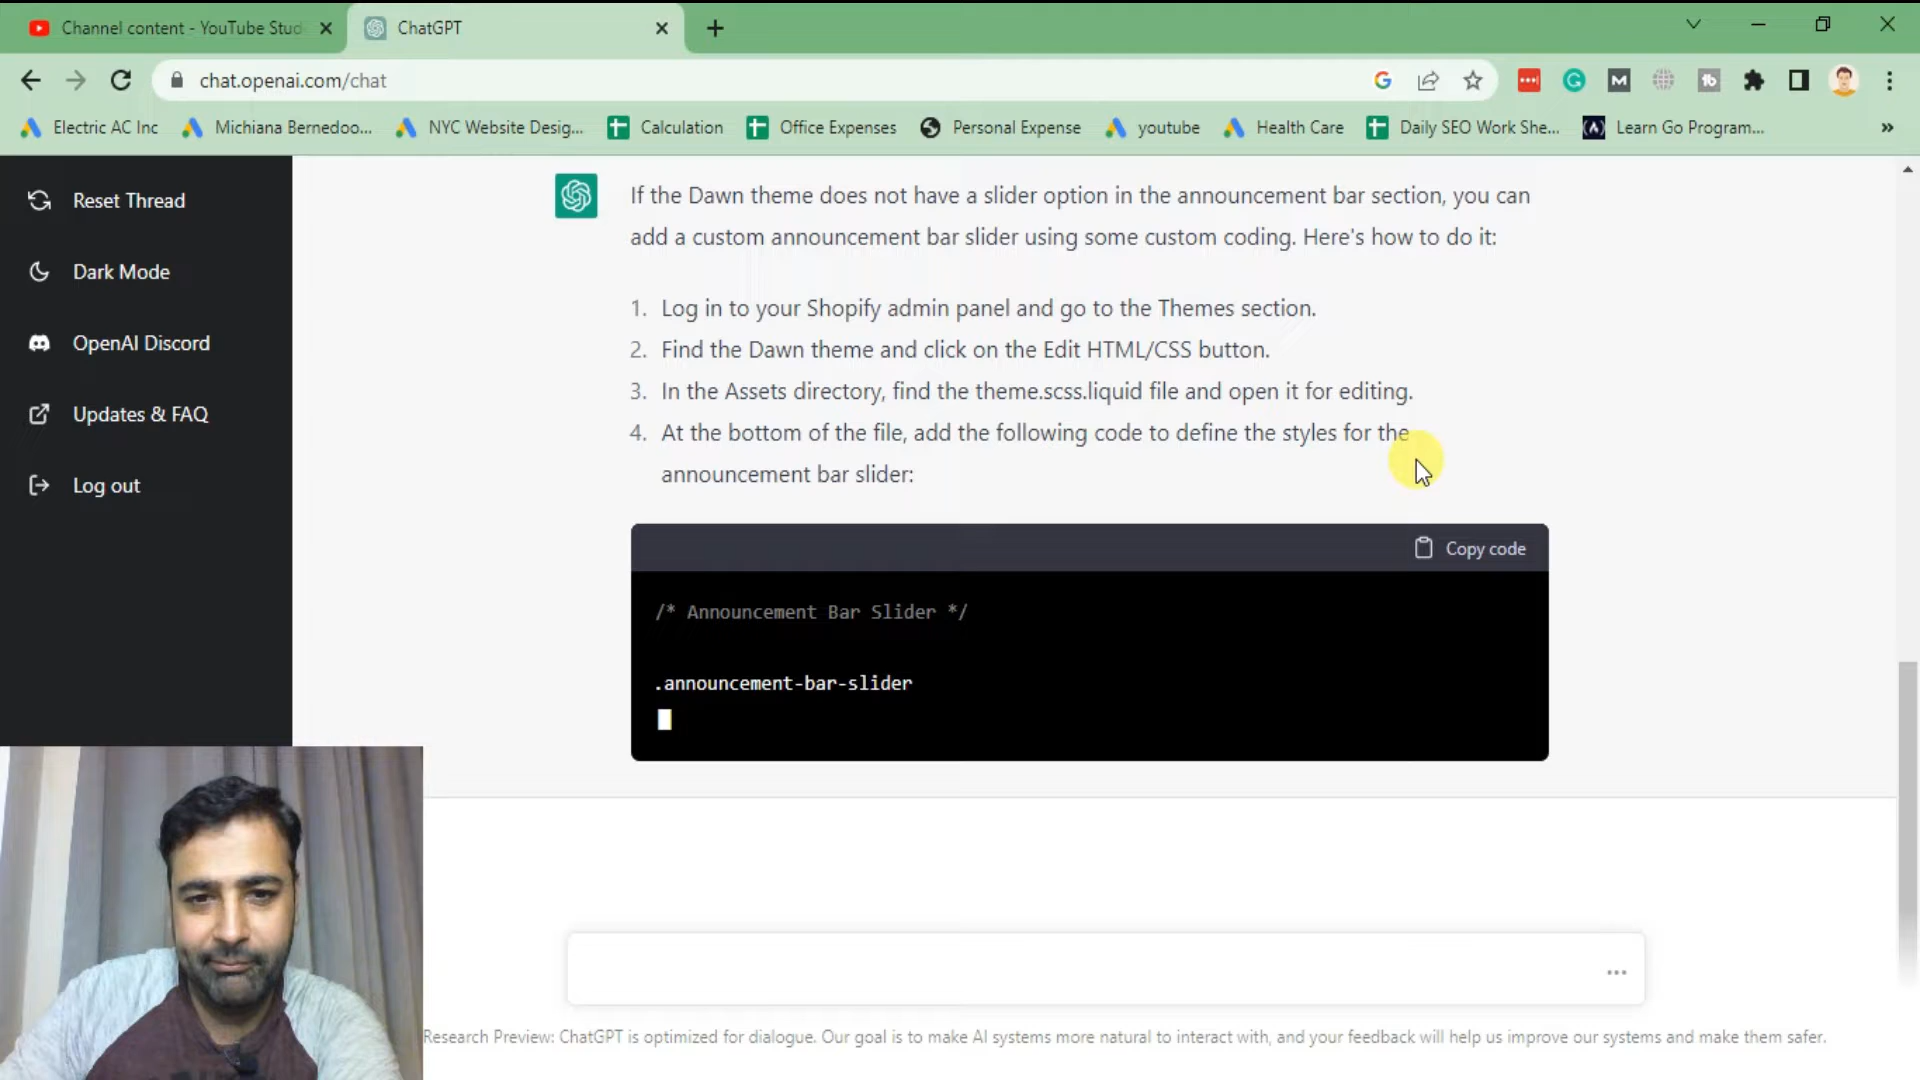 Channel content - YouTube Stud
ChatGPT
chat.openai.com/chat
Electric AC Inc
Michiana Bernedoo...
NYC Website Desig...
Calculation
Office Expenses
Personal Expense
youtube
Health Care
Daily SEO Work She...
Learn Go Program...
»
Reset Thread
Dark Mode
OpenAI Discord
Updates & FAQ
Log out
If the Dawn theme does not have a slider option in the announcement bar section, you can
add a custom announcement bar slider using some custom coding. Here's how to do it:
1. Log in to your Shopify admin panel and go to the Themes section.
2. Find the Dawn theme and click on the Edit HTML/CSS button.
3. In the Assets directory, find the theme.scss.liquid file and open it for editing.
4. At the bottom of the file, add the following code to define the styles for the
announcement bar slider:
Copy code
/* Announcement Bar Slider */
.announcement-bar-slider
Research Preview: ChatGPT is optimized for dialogue. Our goal is to make AI systems more natural to interact with, and your feedback will help us improve our systems and make them safer.